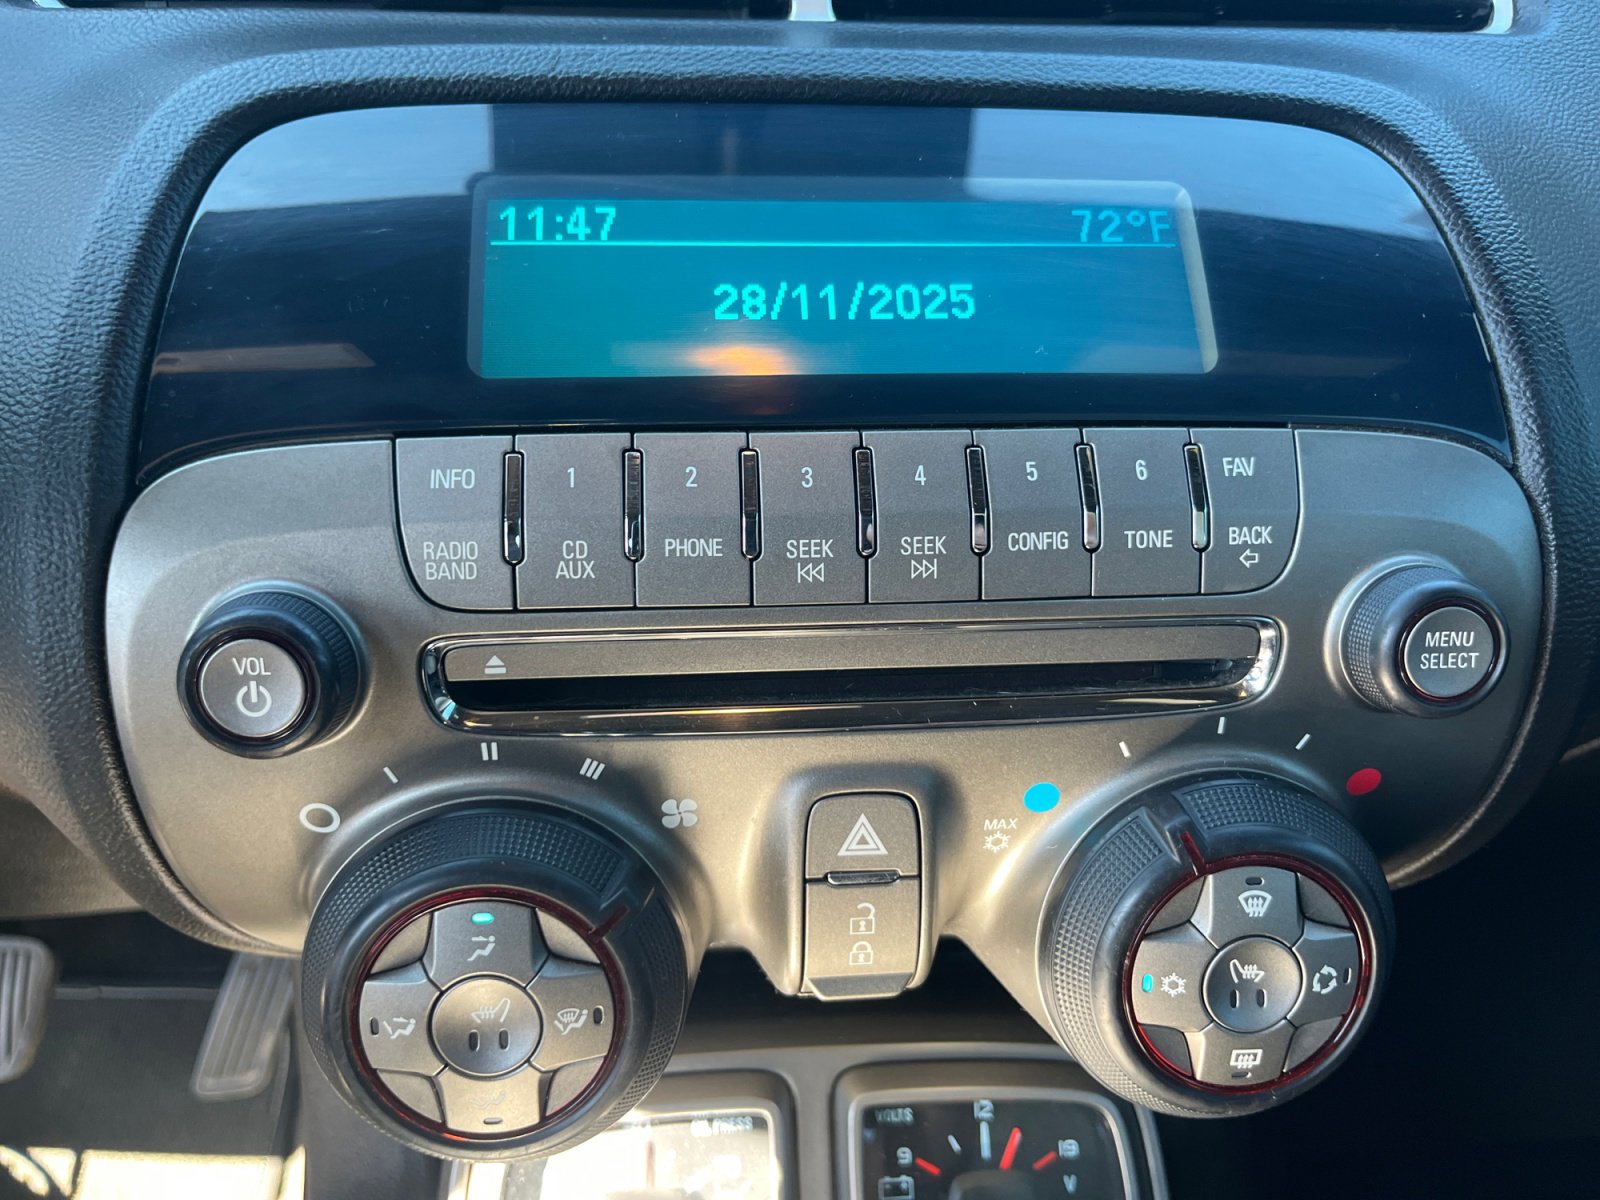 11:47 72°F
28/11/2025
INFO 1 2 3 4 5 6 FAV
RADIO BAND
CD AUX
PHONE
SEEK
SEEK
CONFIG
TONE
BACK
VOL
MENU SELECT
MAX
VOLTS
9 12 19
V